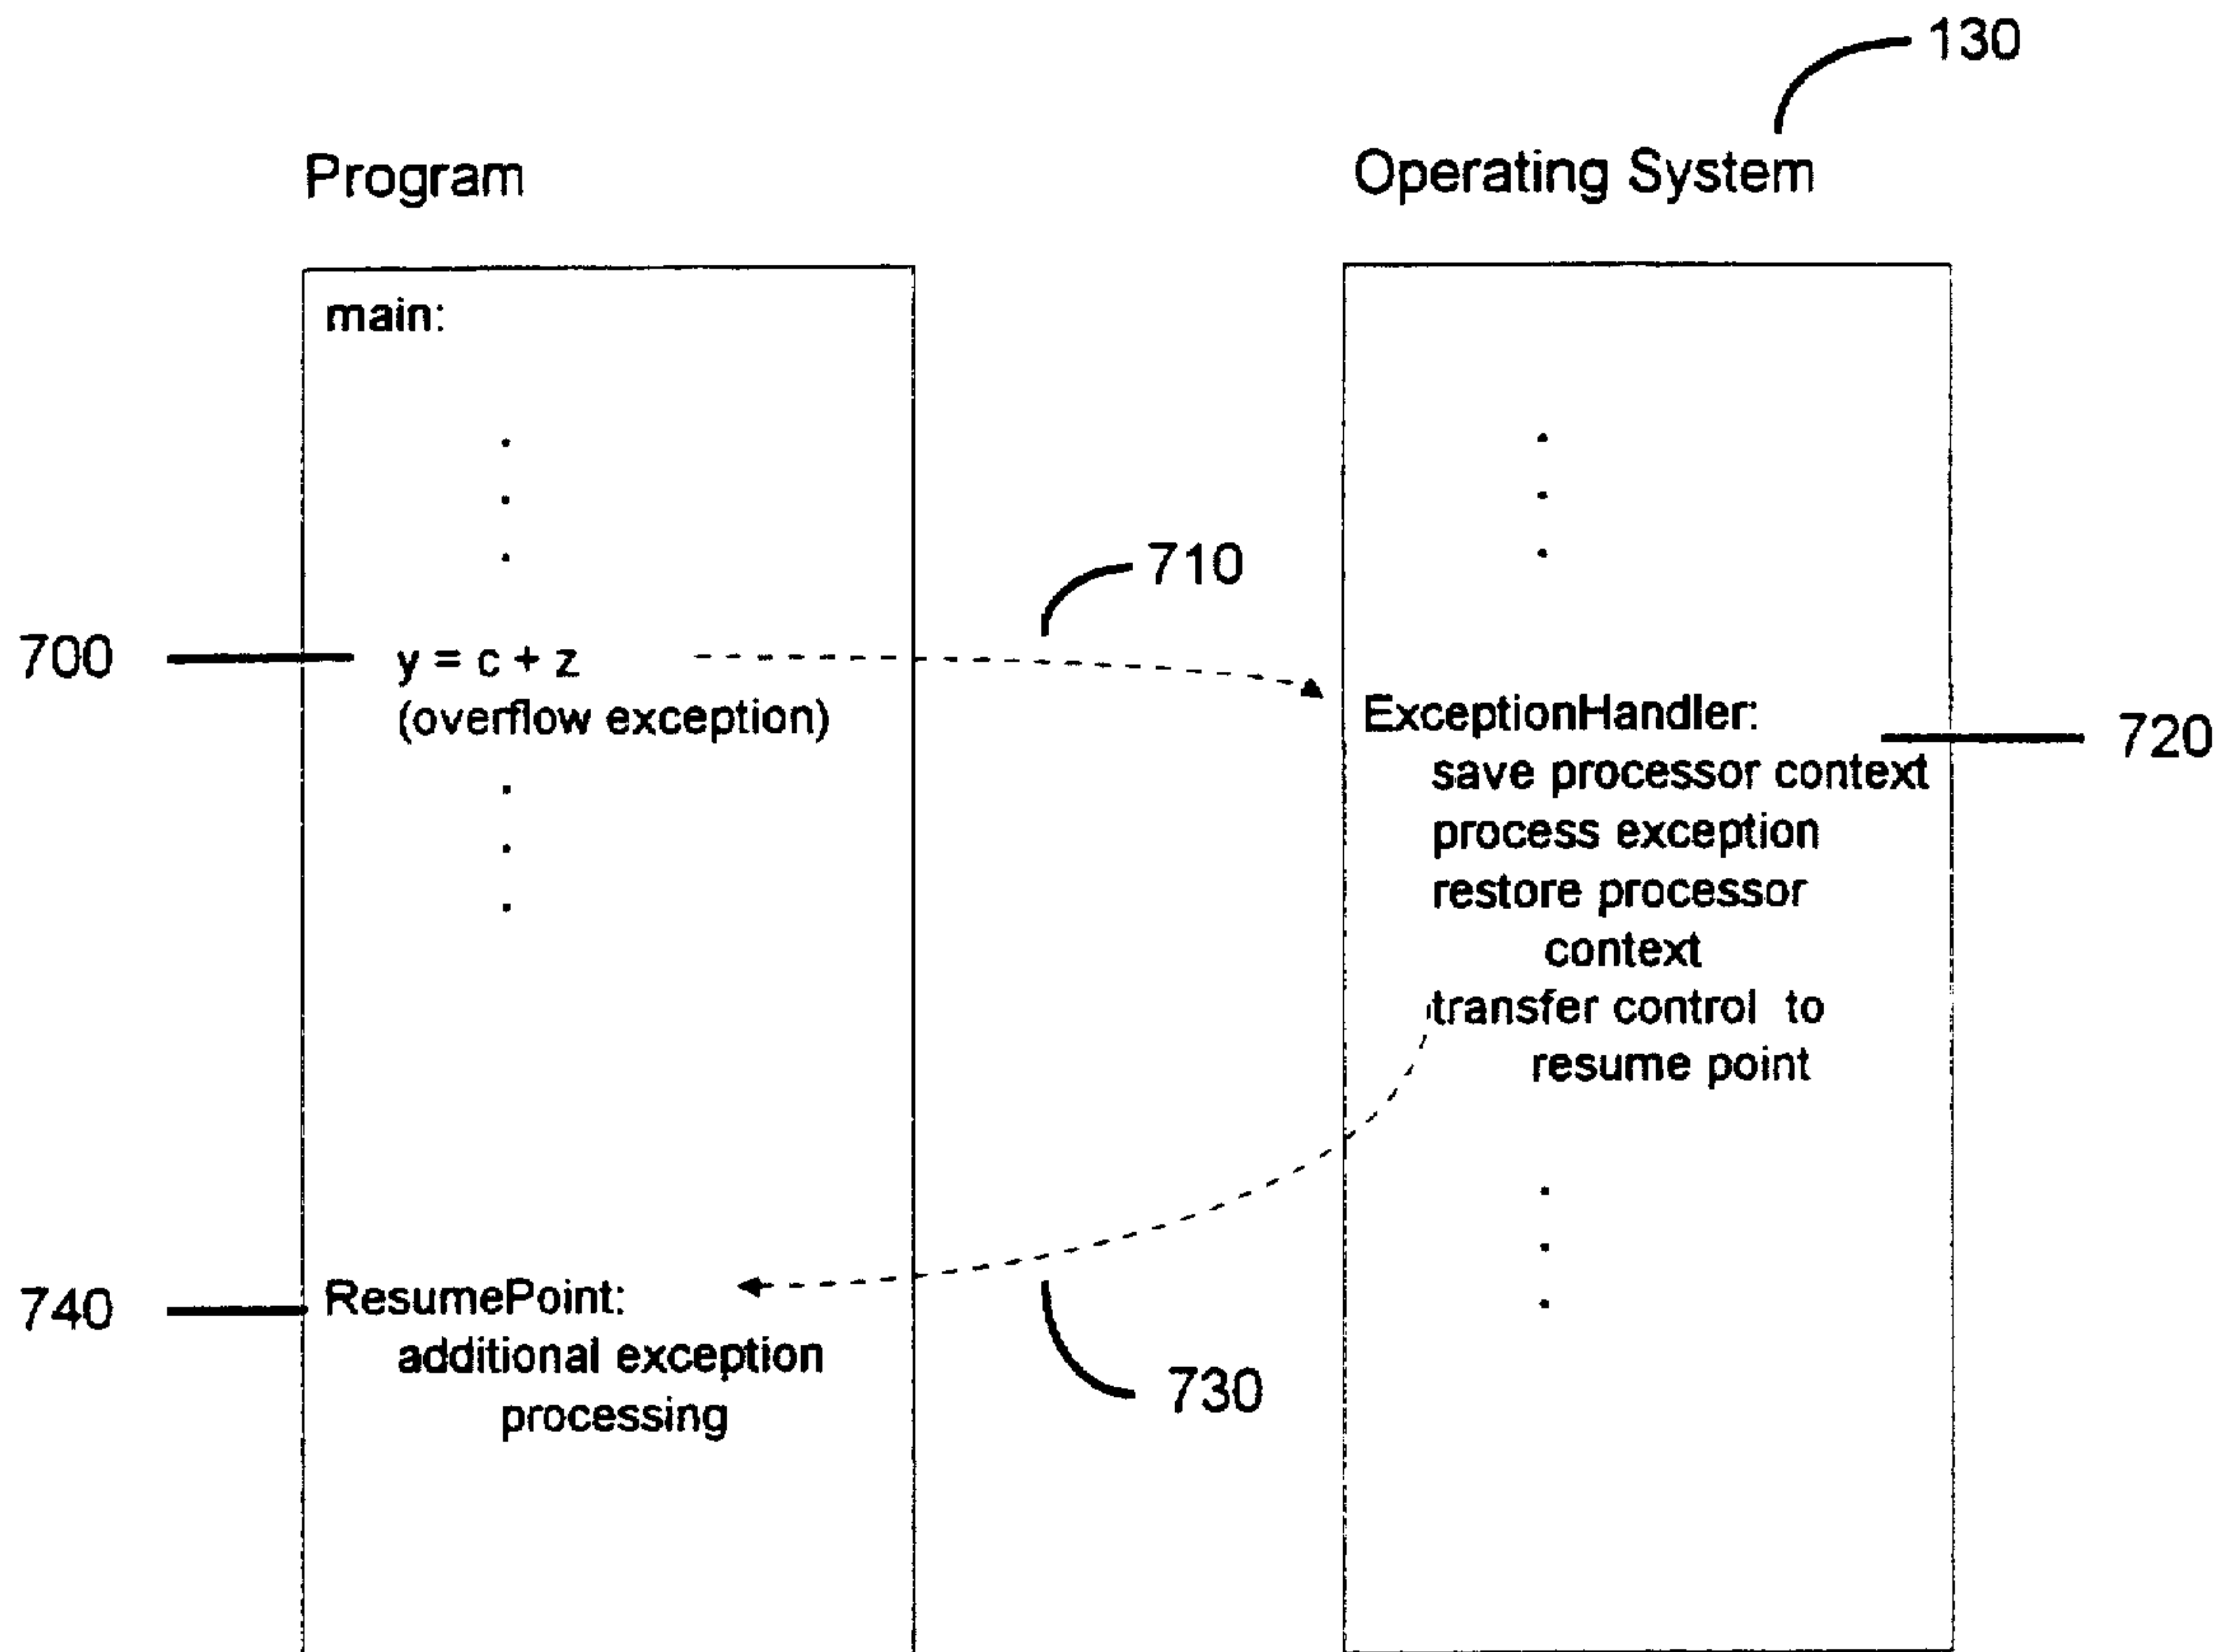 130
Program
Operating System
main:
.
.
.
.
.
.
710
700
y = c + z
(overflow exception)
ExceptionHandler:
720
save processor context
process exception
restore processor
context
transfer control to
resume point
.
.
.
.
.
.
740
ResumePoint:
additional exception
processing
730